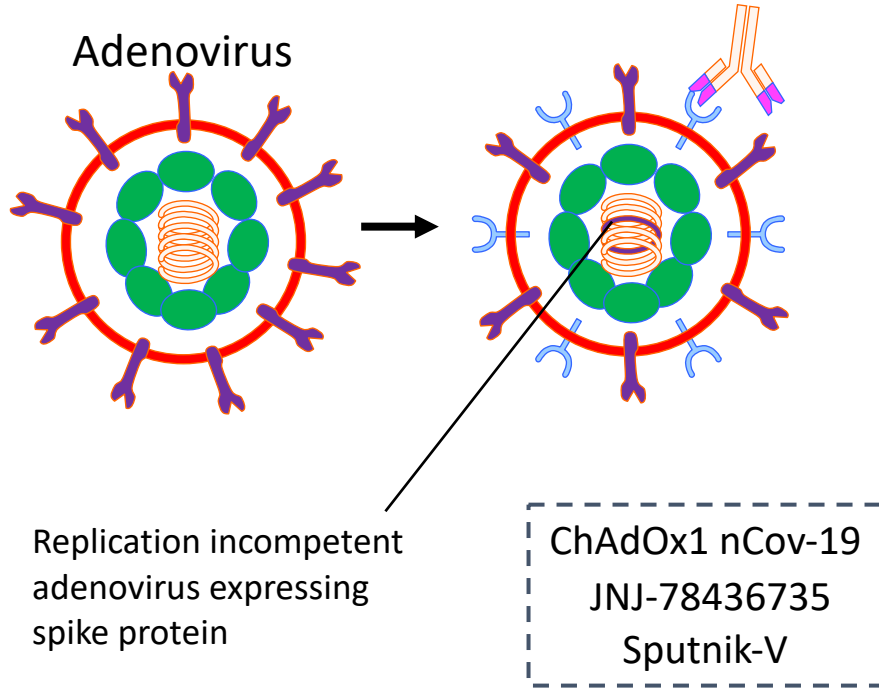 Adenovirus
Replication incompetent
adenovirus expressing
spike protein
ChAdOx1 nCov-19
JNJ-78436735
Sputnik-V